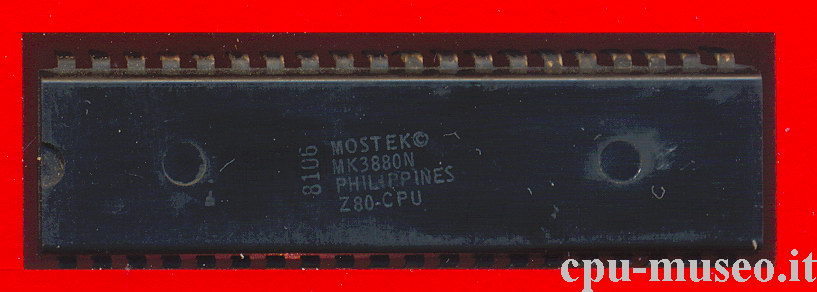 8106
MOSTEK©
MK3880N
PHILIPPINES
Z80-CPU
cpu-museo.it